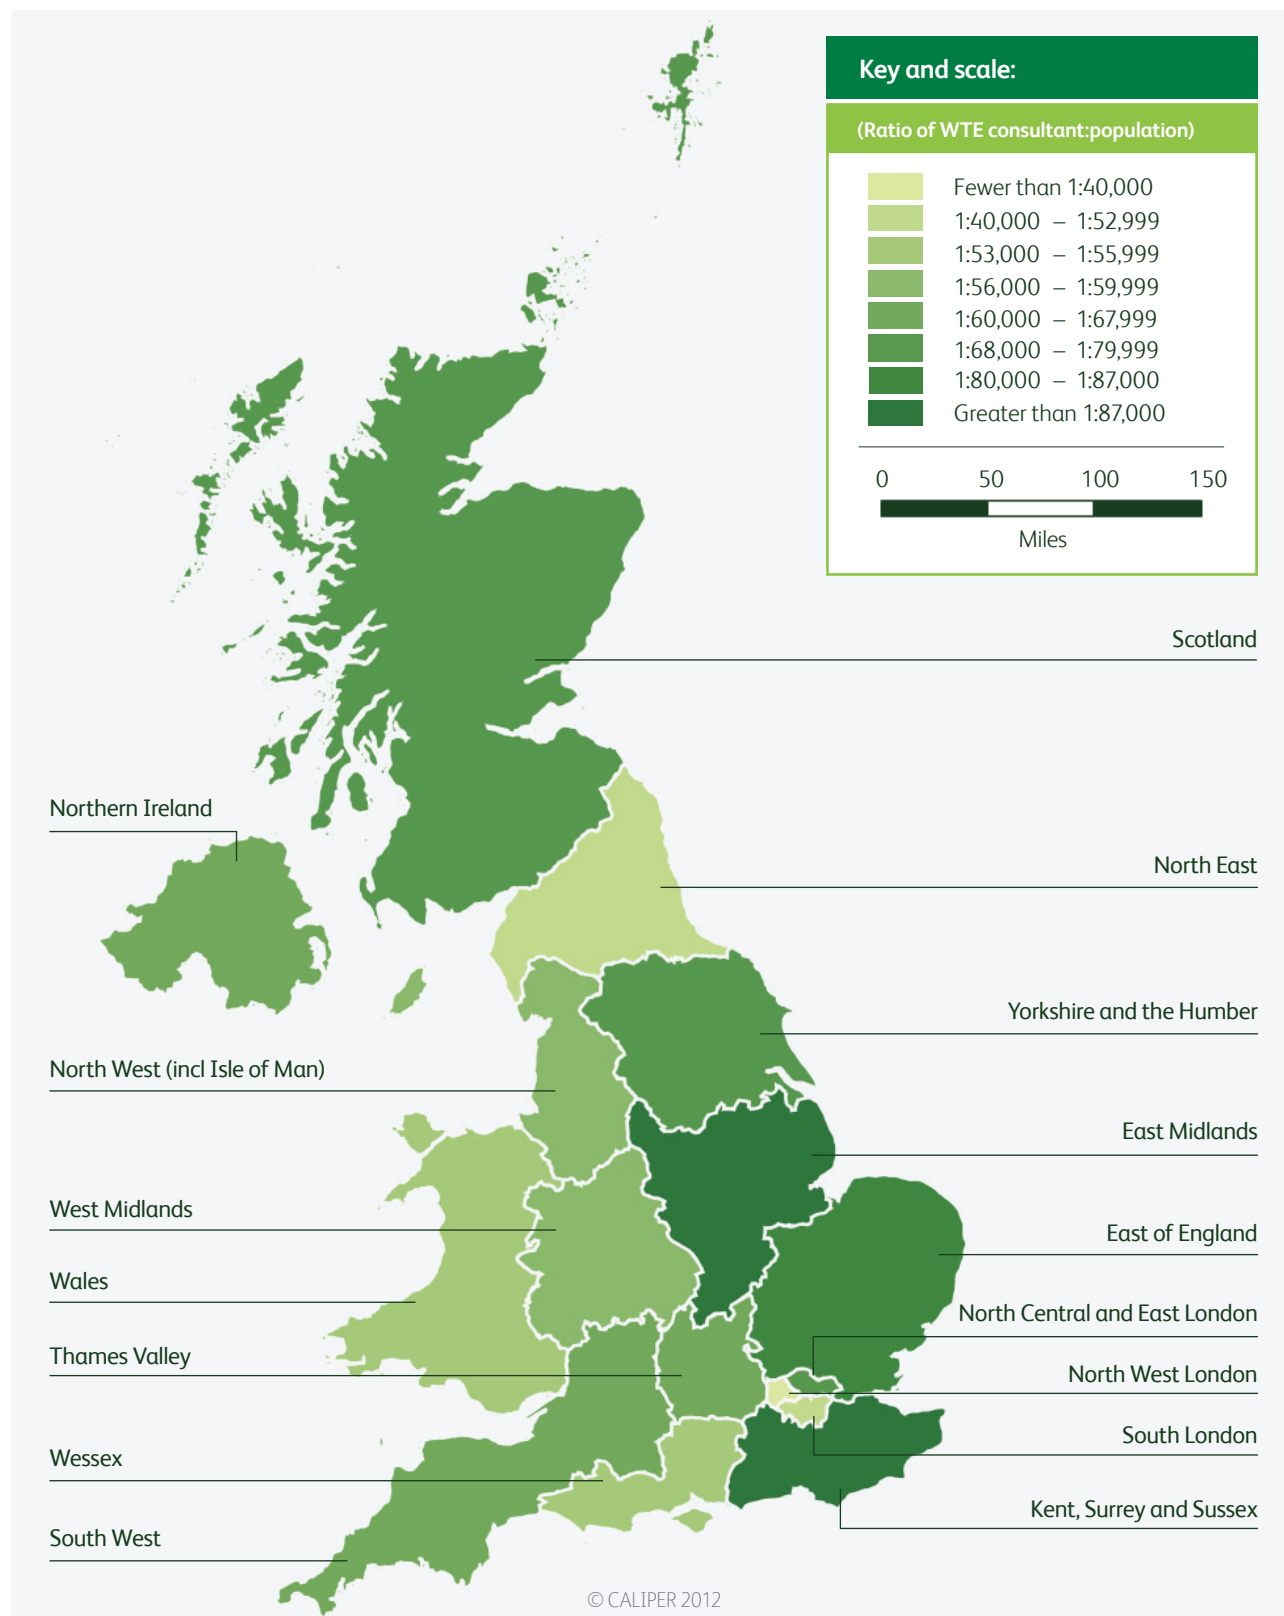 Key and scale:
(Ratio of WTE consultant:population)
Fewer than 1:40,000
1:40,000 – 1:52,999
1:53,000 – 1:55,999
1:56,000 – 1:59,999
1:60,000 – 1:67,999
1:68,000 – 1:79,999
1:80,000 – 1:87,000
Greater than 1:87,000
0 50 100 150
Miles
Scotland
Northern Ireland
North East
Yorkshire and the Humber
North West (incl Isle of Man)
East Midlands
West Midlands
East of England
Wales
North Central and East London
Thames Valley
North West London
South London
Wessex
Kent, Surrey and Sussex
South West
© CALIPER 2012